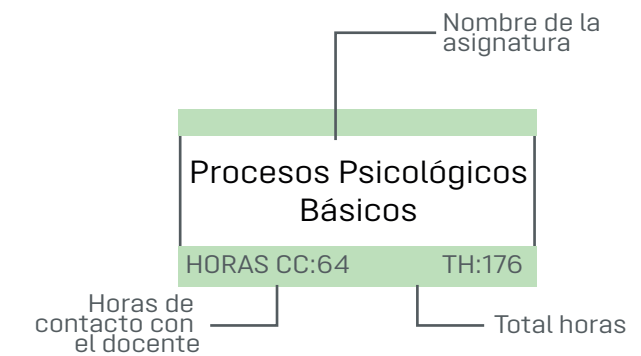 Nombre de la
asignatura
Procesos Psicológicos
Básicos
HORAS CC:64 TH:176
Horas de
contacto con
el docente
Total horas